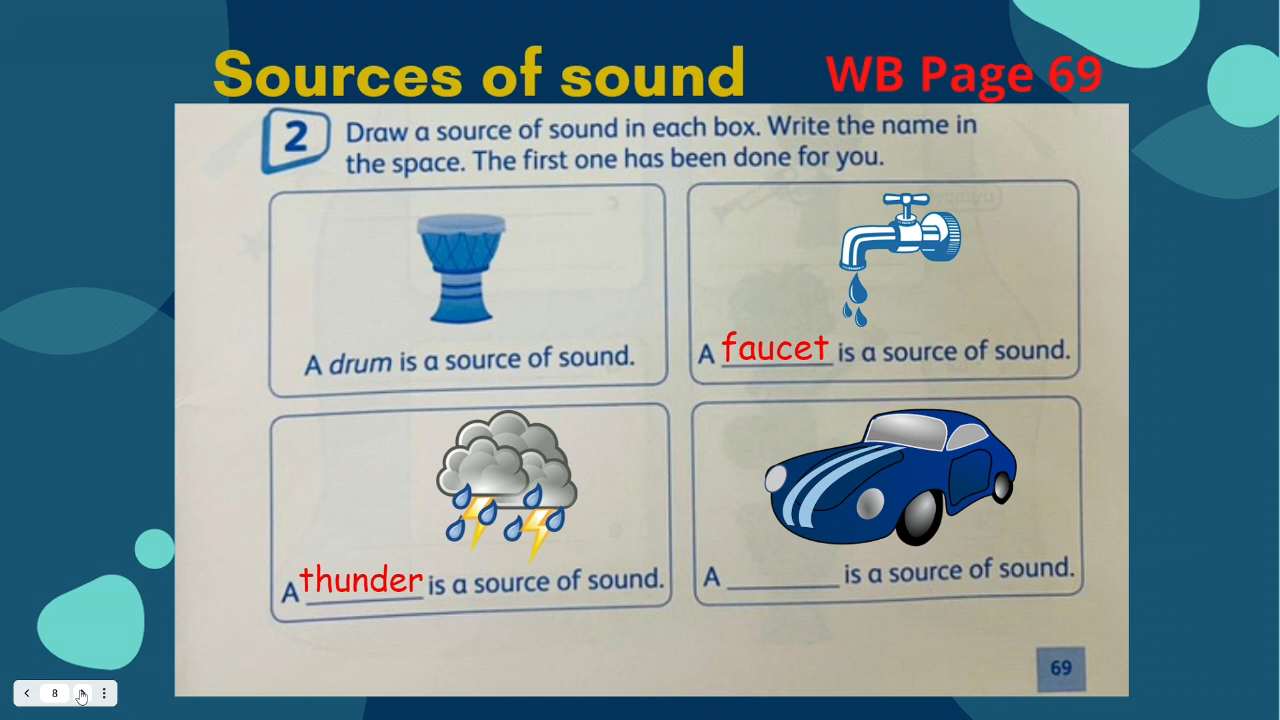 Sources of sound WB Page 69
2 Draw a source of sound in each box. Write the name in
the space. The first one has been done for you.
A drum is a source of sound.
A faucet is a source of sound.
A thunder is a source of sound.
A ________ is a source of sound.
69
8